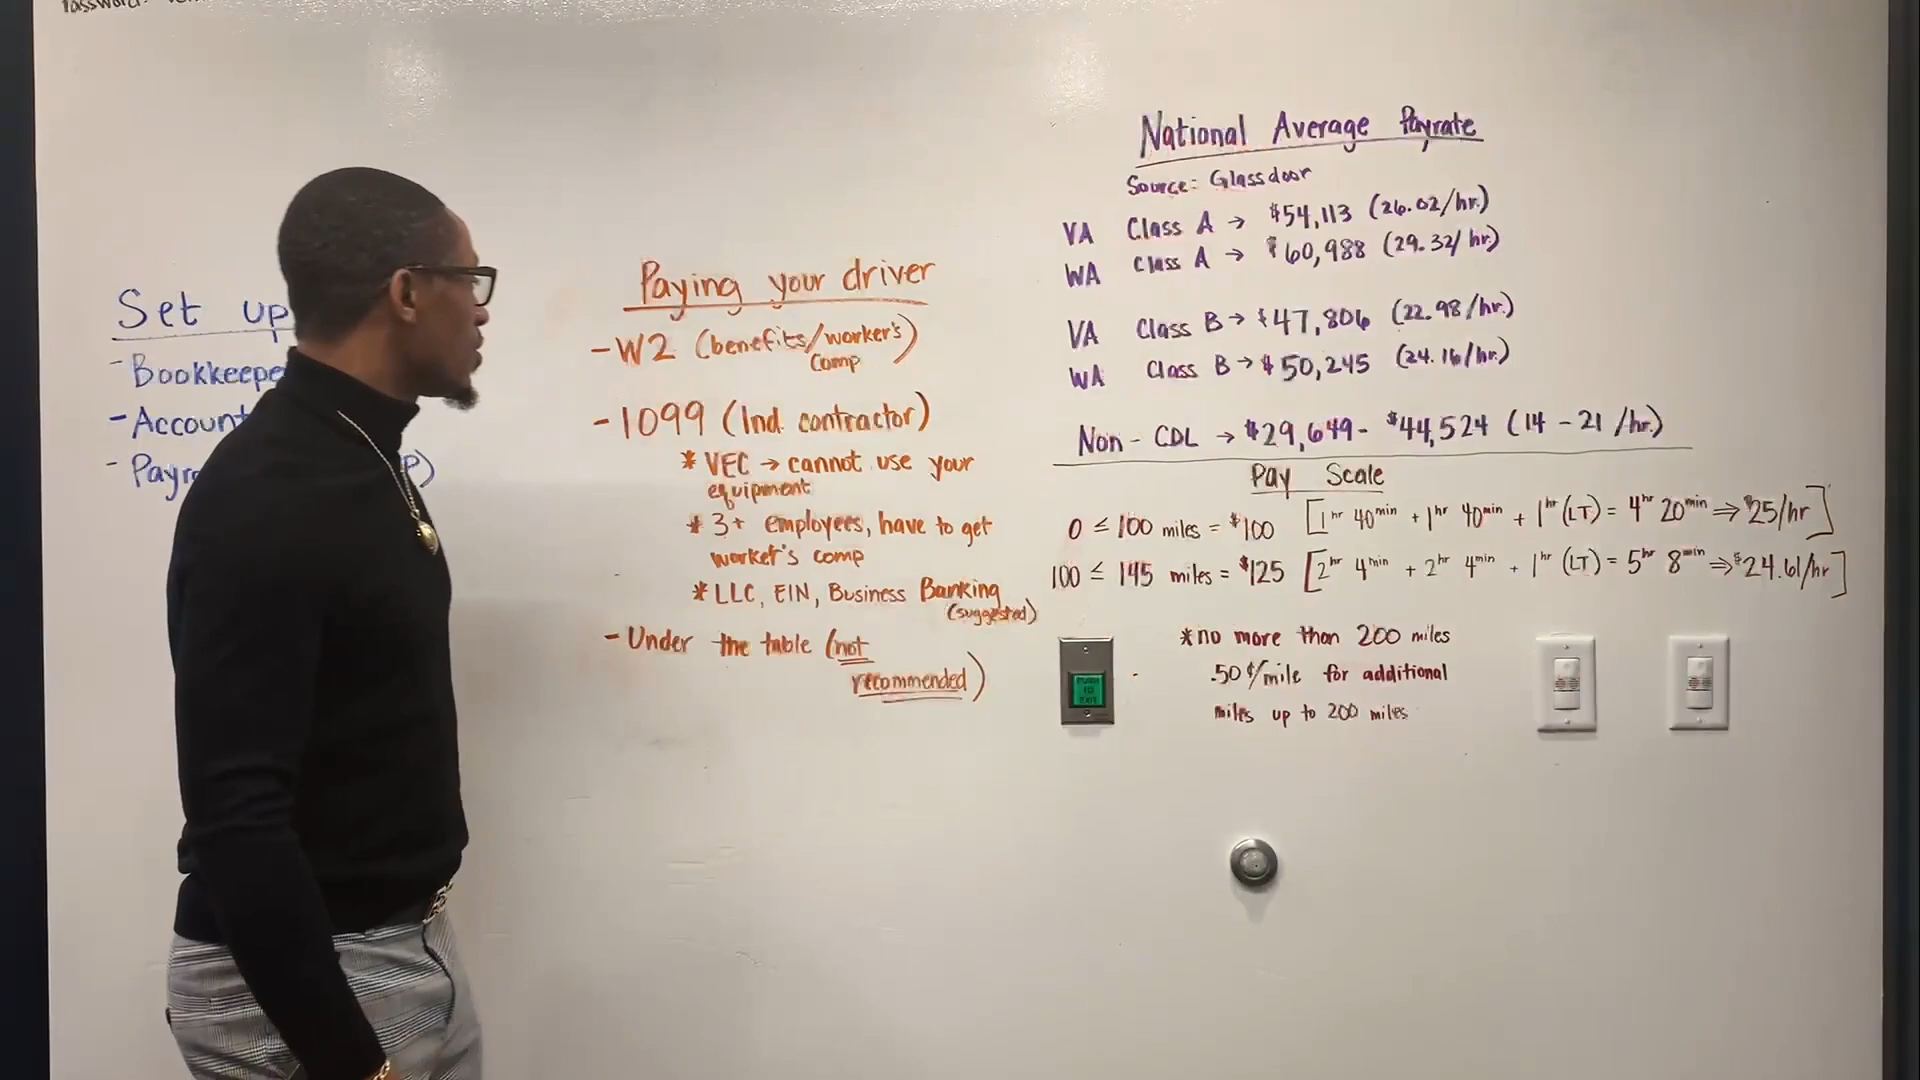 Password:
Set up
- Bookkeepe
- Account
- Payr P)
Paying your driver
- W2 (benefits/worker's
comp)
- 1099 (Ind. contractor)
* VEC → cannot use your
equipment
* 3+ employees, have to get
worker's comp
* LLC, EIN, Business Banking
(suggested)
- Under the table (not
recommended)
National Average Payrate
Source: Glassdoor
VA Class A → $54,113 (26.02/hr.)
WA Class A → $60,988 (29.32/hr)
VA Class B → $47,806 (22.98/hr.)
WA Class B → $50,245 (24.16/hr.)
Non-CDL → $29,649 - $44,524 (14 - 21 /hr.)
Pay Scale
0 ≤ 100 miles = $100 [1hr 40min + 1hr 40min + 1hr (LT) = 4hr 20min ⇒ $25/hr]
100 ≤ 145 miles = $125 [2hr 4min + 2hr 4min + 1hr (LT) = 5hr 8min ⇒ $24.61/hr]
*no more than 200 miles
.50¢/mile for additional
miles up to 200 miles
PUSH
TO
EXIT